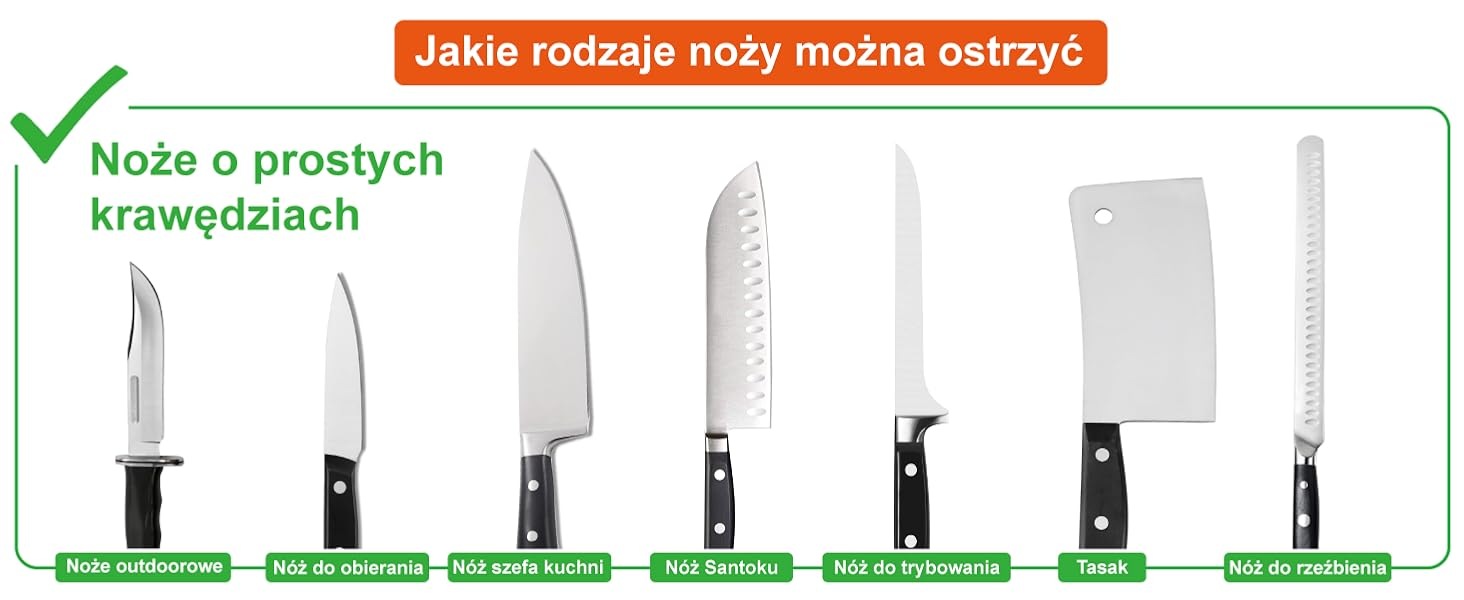 Jakie rodzaje noży można ostrzyć
Noże o prostych
krawędziach
Noże outdoorowe
Nóż do obierania
Nóż szefa kuchni
Nóż Santoku
Nóż do trybowania
Tasak
Nóż do rzeźbienia